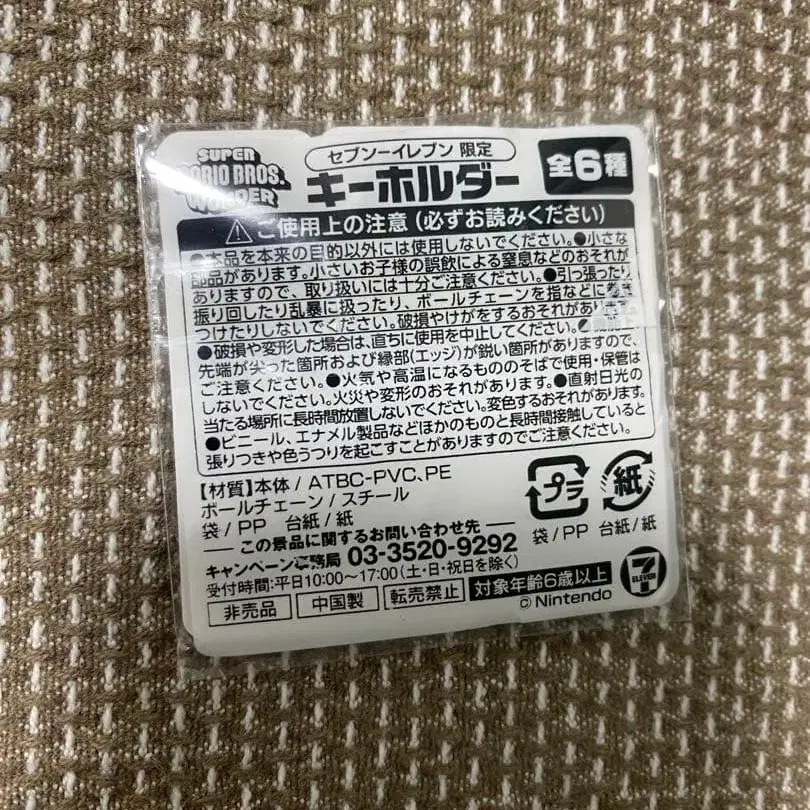 SUPER
MARIO BROS.
WONDER
セブン-イレブン 限定
キーホルダー
全6種
ご使用上の注意(必ずお読みください)
●本品を本来の目的以外には使用しないでください。●小さな
部品があります。小さいお子様の誤飲による窒息などのおそれが
ありますので、取り扱いには十分ご注意ください。●引っ張ったり
振り回したり乱暴に扱ったり、ボールチェーンを指などに巻き
つけたりしないでください。破損やけがをするおそれがあります。
●破損や変形した場合は、直ちに使用を中止してください。●
先端が尖った箇所および縁部(エッジ)が鋭い箇所がありますので、
ご注意ください。●火気や高温になるもののそばで使用・保管は
しないでください。火災や変形のおそれがあります。●直射日光の
当たる場所に長時間放置しないでください。変色するおそれがあります。
●ビニール、エナメル製品などほかのものと長時間接触していると
張りつきや色うつりを起こすことがありますのでご注意ください。
【材質】本体/ATBC-PVC、PE
ボールチェーン/スチール
袋/PP 台紙/紙
プラ
袋/PP
紙
台紙/紙
この景品に関するお問い合わせ先
キャンペーン事務局 03-3520-9292
受付時間:平日10:00〜17:00(土・日・祝日を除く)
非売品 中国製 転売禁止 対象年齢6歳以上
© Nintendo
7 ELEVEn